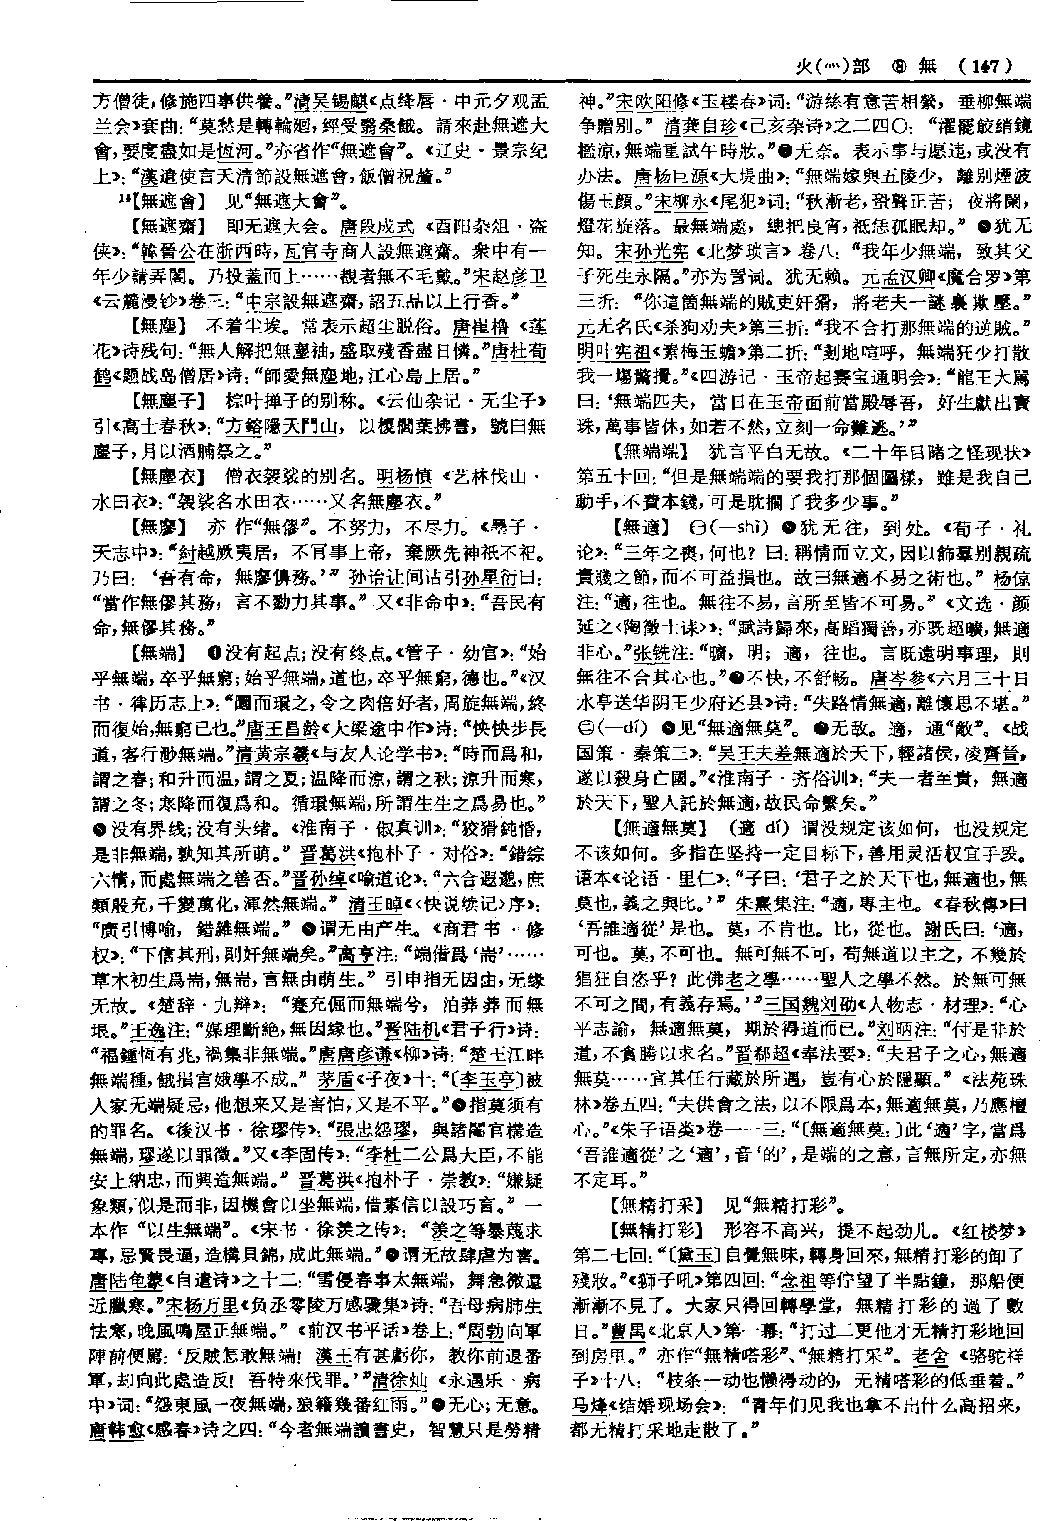 火(灬)部 ⑧ 無 (147)
方僧徒，修施四事供養。”清吴锡麒《点绛唇·中元夕观盂
兰会》套曲：“莫愁是轉輪廻，經受爵桑餓。請來赴無遮大
會，要度盡如是恆河。”亦省作“無遮會”。《辽史·景宗纪
上》：“漢遣使言天清節設無遮會，飯僧祝釐。”
【無遮會】 见“無遮大會”。
【無遮齋】 即无遮大会。唐段成式《酉阳杂俎·盗
侠》：“韓晉公在浙西時，瓦官寺商人設無遮齋。衆中有一
年少請弄閣。乃投蓋而上……覩者無不毛戴。”宋赵彦卫
《云麓漫钞》卷三：“中宗設無遮齋，詔五品以上行香。”
【無塵】 不着尘埃。常表示超尘脱俗。唐崔橹《莲
花》诗残句：“無人解把無塵袖，盛取殘香盡日憐。”唐杜荀
鹤《题战岛僧居》诗：“師愛無塵地，江心島上居。”
【無塵子】 棕叶掸子的别称。《云仙杂记·无尘子》
引《高士春秋》：“方鎔隱天門山，以椶閭葉拂書，號曰無
塵子，月以酒脯祭之。”
【無塵衣】 僧衣袈裟的别名。明杨慎《艺林伐山·
水田衣》：“袈裟名水田衣……又名無塵衣。”
【無廖】 亦作“無僇”。不努力，不尽力。《墨子·
天志中》：“紂越厥夷居，不肎事上帝，棄厥先神祇不祀。
乃曰：‘吾有命，無廖㒔務。’”孙诒让间诂引孙星衍曰：
“當作無僇其務，言不勠力其事。”又《非命中》：“吾民有
命，無僇其務。”
【無端】 ❶没有起点；没有终点。《管子·幼官》：“始
乎無端，卒乎無窮；始乎無端，道也，卒乎無窮，德也。”《汉
书·律历志上》：“圜而環之，令之肉倍好者，周旋無端，終
而復始，無窮已也。”唐王昌龄《大梁途中作》诗：“怏怏步長
道，客行渺無端。”清黄宗羲《与友人论学书》：“時而爲和，
謂之春；和升而温，謂之夏；温降而涼，謂之秋；涼升而寒，
謂之冬；寒降而復爲和。循環無端，所謂生生之爲易也。”
❷没有界线；没有头绪。《淮南子·俶真训》：“狡猾鈍惛，
是非無端，孰知其所萌。”晋葛洪《抱朴子·对俗》：“錯綜
六情，而處無端之善否。”晋孙绰《喻道论》：“六合遐邈，庶
類殷充，千變萬化，渾然無端。”清王晫《〈快说续记〉序》：
“廣引博喻，錯雜無端。”❸谓无由产生。《商君书·修
权》：“下信其刑，則奸無端矣。”高亨注：“端借爲‘耑’……
草木初生爲耑，無耑，言無由萌生。”引申指无因由，无缘
无故。《楚辞·九辩》：“蹇充倔而無端兮，泊莽莽而無
垠。”王逸注：“媒理斷絶，無因緣也。”晋陆机《君子行》诗：
“福鍾恆有兆，禍集非無端。”唐唐彦谦《柳》诗：“楚王江畔
無端種，餓損宫娥學不成。”茅盾《子夜》十：“〔李玉亭〕被
人家无端疑忌，他想来又是害怕，又是不平。”❹指莫须有
的罪名。《後汉书·徐璆传》：“張忠怨璆，與諸閹官構造
無端，璆遂以罪徵。”又《李固传》：“李杜二公爲大臣，不能
安上納忠，而興造無端。”晋葛洪《抱朴子·崇教》：“嫌疑
象類，似是而非，因機會以坐無端，借素信以設巧言。”一
本作“以生無端”。《宋书·徐羡之传》：“羡之等暴蔑求
專，忌賢畏逼，造構貝錦，成此無端。”❺谓无故肆虐为害。
唐陆龟蒙《自遣诗》之十二：“雪侵春事太無端，舞急微還
近臘寒。”宋杨万里《负丞零陵万感骤集》诗：“吾母病肺生
怯寒，晚風鳴屋正無端。”《前汉书平话》卷上：“周勃向軍
陣前便駡：‘反賊怎敢無端！漢王有甚虧你，教你前退番
軍，却向此處造反！吾特來伐罪。’”清徐灿《永遇乐·病
中》词：“怨東風一夜無端，狼籍幾番红雨。”❻无心；无意。
唐韩愈《感春》诗之四：“今者無端讀書史，智慧只是勞精
神。”宋欧阳修《玉楼春》词：“游絲有意苦相縈，垂柳無端
争贈别。”清龚自珍《己亥杂诗》之二四〇：“濯罷鮫綃鏡
檻凉，無端重試午時妝。”❼无奈。表示事与愿违，或没有
办法。唐杨巨源《大堤曲》：“無端嫁與五陵少，離别煙波
傷玉顔。”宋柳永《尾犯》词：“秋漸老，蛩聲正苦；夜將闌，
燈花旋落。最無端處，總把良宵，衹恁孤眠却。”❽犹无
知。宋孙光宪《北梦琐言》卷八：“我年少無端，致其父
子死生永隔。”亦为詈词。犹无赖。元孟汉卿《魔合罗》第
三折：“你這箇無端的賊吏奸猾，將老夫一謎裏欺壓。”
元无名氏《杀狗劝夫》第三折：“我不合打那無端的逆賊。”
明叶宪祖《素梅玉蟾》第二折：“剗地喧呼，無端死少打散
我一塲驚攪。”《四游记·玉帝起赛宝通明会》：“龍王大駡
曰：‘無端匹夫，當日在玉帝面前當殿辱吾，好生獻出寶
珠，萬事皆休，如若不然，立刻一命難逃。’”
【無端端】 犹言平白无故。《二十年目睹之怪现状》
第五十回：“但是無端端的要我打那個圖樣，雖是我自己
動手，不費本錢，可是耽擱了我多少事。”
【無適】 ㊀(—shì) ❶犹无往，到处。《荀子·礼
论》：“三年之喪，何也？曰：稱情而立文，因以飾羣别親疏
貴賤之節，而不可益損也。故曰無適不易之術也。”杨倞
注：“適，往也。無往不易，言所至皆不可易。”《文选·颜
延之〈陶徵士诔〉》：“賦詩歸來，高蹈獨善，亦既超曠，無適
非心。”张铣注：“曠，明；適，往也。言既遠明事理，則
無往不合其心也。”❷不快，不舒畅。唐岑参《六月三十日
水亭送华阴王少府还县》诗：“失路情無適，離懷思不堪。”
㊁(—dí) ❶见“無適無莫”。❷无敌。適，通“敵”。《战
国策·秦策二》：“吴王夫差無適於天下，輕諸侯，凌齊晉，
遂以殺身亡國。”《淮南子·齐俗训》：“夫一者至貴，無適
於天下，聖人託於無適，故民命繫矣。”
【無適無莫】 （適 dí）谓没规定该如何，也没规定
不该如何。多指在坚持一定目标下，善用灵活权宜手段。
语本《论语·里仁》：“子曰：‘君子之於天下也，無適也，無
莫也，義之與比。’”朱熹集注：“適，專主也。《春秋傳》曰
‘吾誰適從’是也。莫，不肯也。比，從也。謝氏曰：‘適，
可也。莫，不可也。無可無不可，苟無道以主之，不幾於
猖狂自恣乎？此佛老之學……聖人之學不然。於無可無
不可之間，有義存焉。’”三国魏刘劭《人物志·材理》：“心
平志諭，無適無莫，期於得道而已。”刘昞注：“付是非於
道，不貪勝以求名。”晋郗超《奉法要》：“夫君子之心，無適
無莫……宜其任行藏於所遇，豈有心於隱顯。”《法苑珠
林》卷五四：“夫供會之法，以不限爲本，無適無莫，乃應檀
心。”《朱子语类》卷一一三：“〔無適無莫：〕此‘適’字，當爲
‘吾誰適從’之‘適’，音‘的’，是端的之意，言無所定，亦無
不定耳。”
【無精打采】 见“無精打彩”。
【無精打彩】 形容不高兴，提不起劲儿。《红楼梦》
第二七回：“〔黛玉〕自覺無味，轉身回來，無精打彩的卸了
殘妝。”《狮子吼》第四回：“念祖等佇望了半點鐘，那船便
漸漸不見了。大家只得回轉學堂，無精打彩的過了數
日。”曹禺《北京人》第一幕：“打过二更他才无精打彩地回
到房里。”亦作“無精嗒彩”、“無精打采”。老舍《骆驼祥
子》十八：“枝条一动也懒得动的，无精嗒彩的低垂着。”
马烽《结婚现场会》：“青年们见我也拿不出什么高招来，
都无精打采地走散了。”